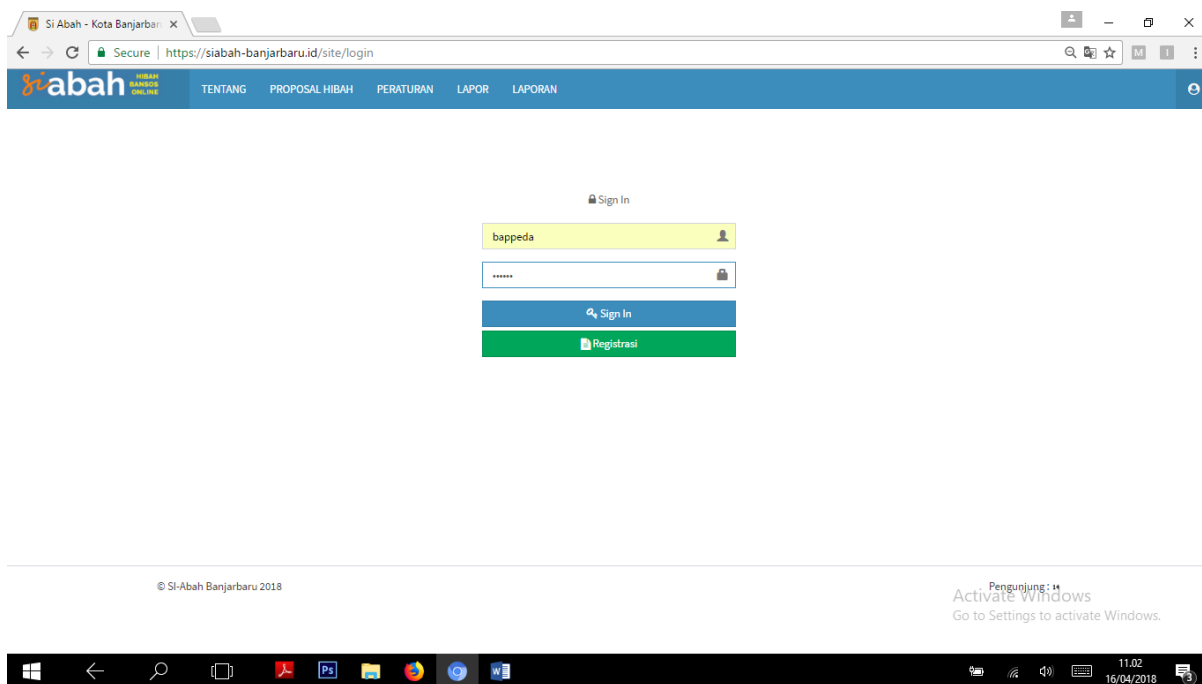 Si Abah - Kota Banjarbar
Secure | https://siabah-banjarbaru.id/site/login
siabah HIBAH BANSOS ONLINE
TENTANG PROPOSAL HIBAH PERATURAN LAPOR LAPORAN
Sign In
bappeda
••••••
Sign In
Registrasi
© SI-Abah Banjarbaru 2018
Pengunjung :
Activate Windows
Go to Settings to activate Windows.
Ps
11.02
16/04/2018